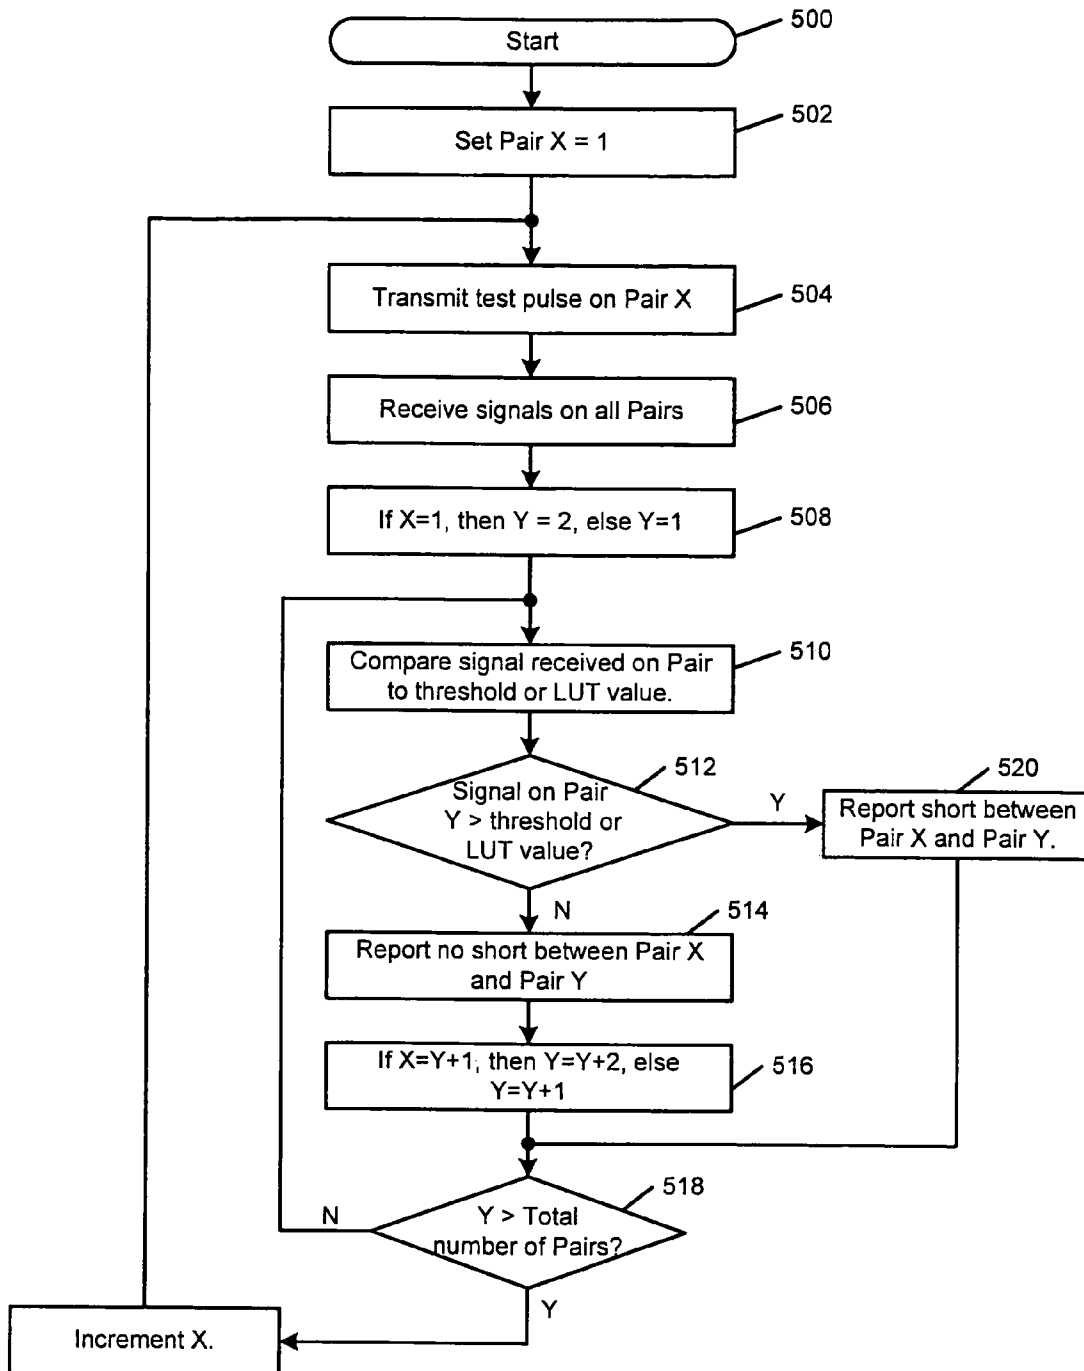 Start
500
Set Pair X = 1
502
Transmit test pulse on Pair X
504
Receive signals on all Pairs
506
If X=1, then Y = 2, else Y=1
508
Compare signal received on Pair
to threshold or LUT value.
510
Signal on Pair
Y > threshold or
LUT value?
512
Y
520
Report short between
Pair X and Pair Y.
N
514
Report no short between Pair X
and Pair Y
If X=Y+1, then Y=Y+2, else
Y=Y+1
516
518
N
Y > Total
number of Pairs?
Y
Increment X.